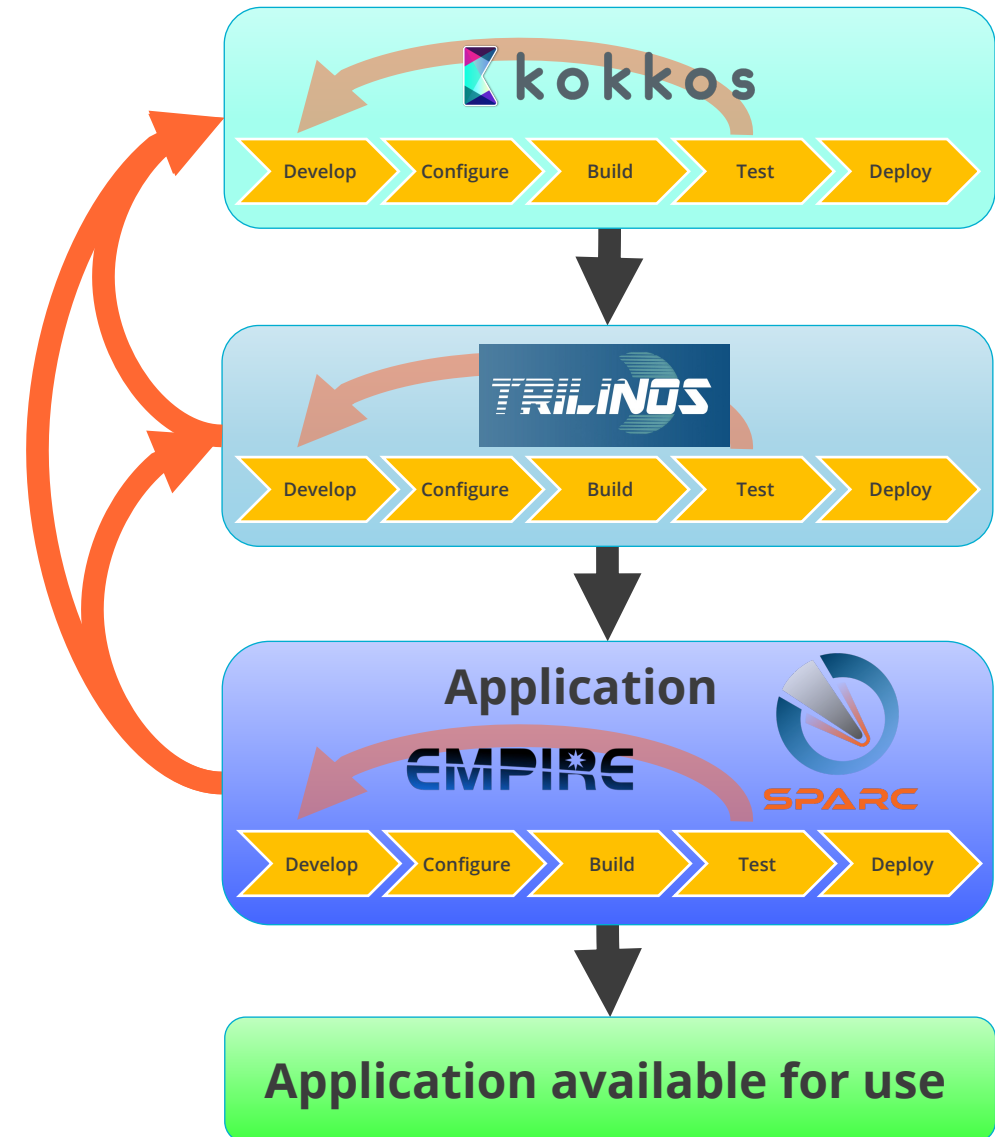 kokkos
Develop Configure Build Test Deploy
TRILINOS
Develop Configure Build Test Deploy
Application
EMPIRE
SPARC
Develop Configure Build Test Deploy
Application available for use